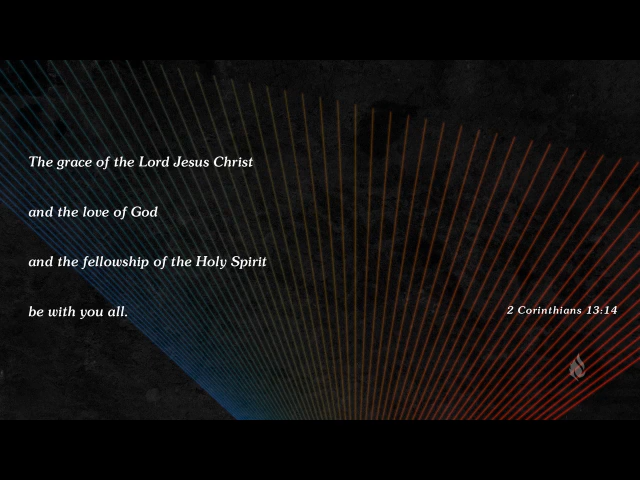 The grace of the Lord Jesus Christ
and the love of God
and the fellowship of the Holy Spirit
be with you all.
2 Corinthians 13:14